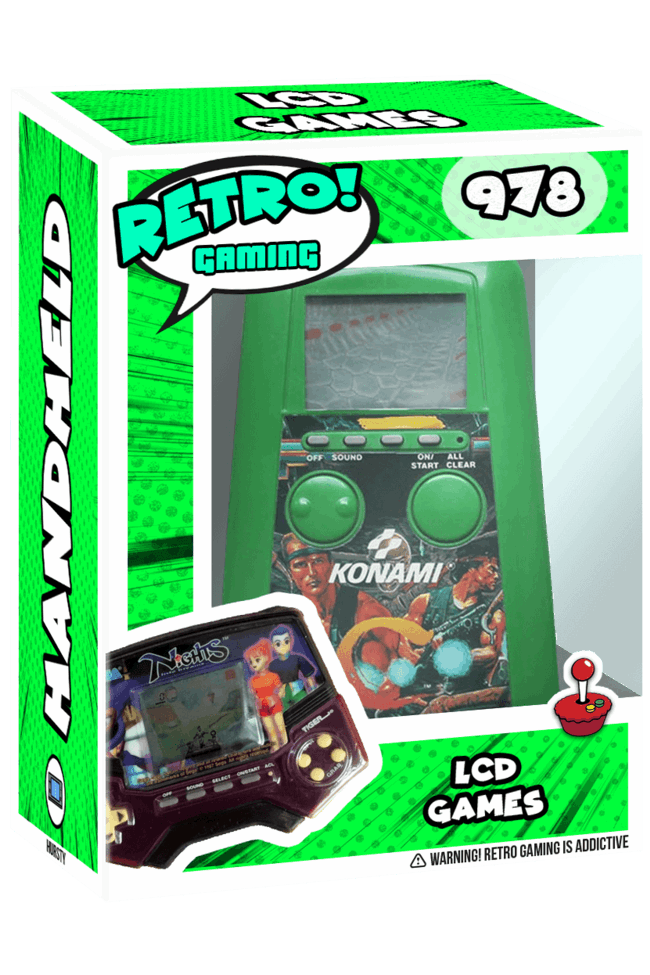 LCD
GAMES
RETRO!
GAMING
978
HANDHELD
OFF SOUND
ON/ ALL
START CLEAR
KONAMI
NiGHTS
TIGER
OFF SOUND SELECT ON/START ACL
LCD
GAMES
WARNING! RETRO GAMING IS ADDICTIVE
HURSTY